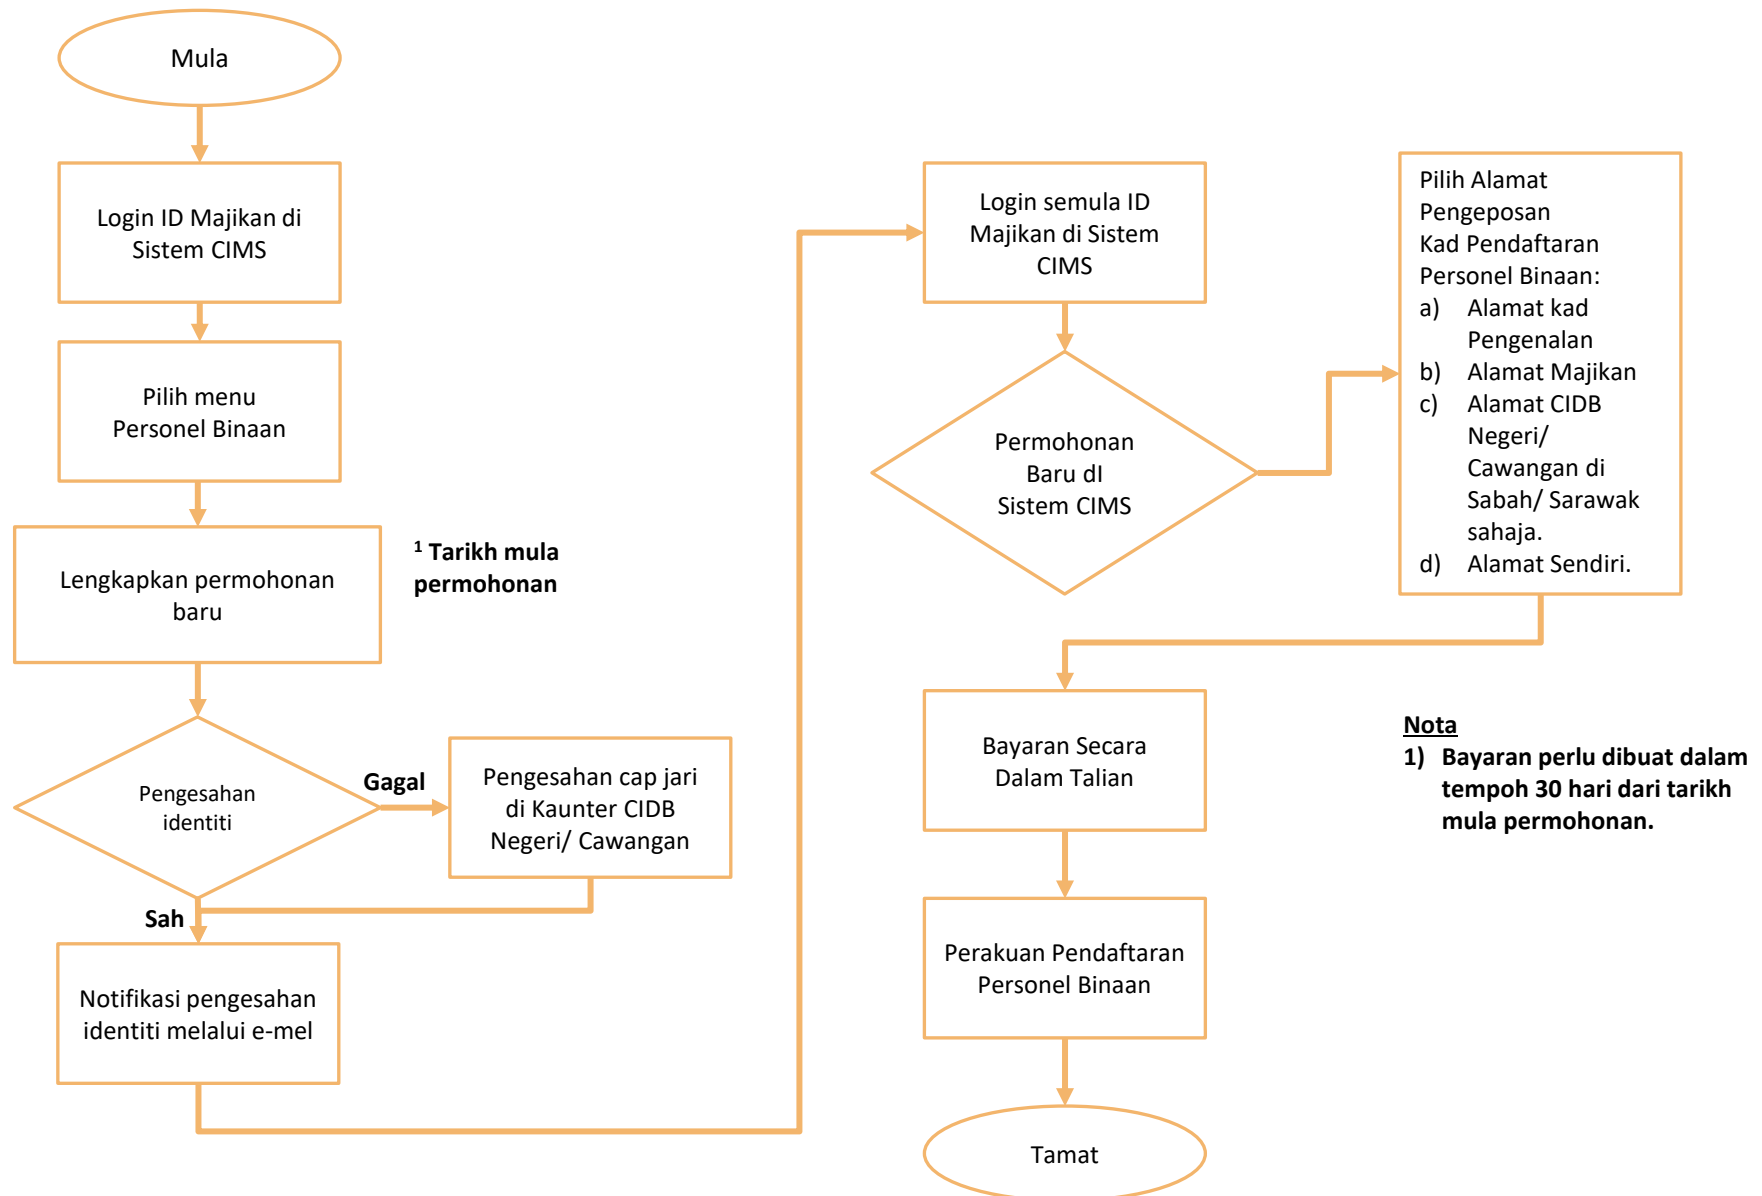 Mula
Login ID Majikan di
Sistem CIMS
Pilih menu
Personel Binaan
Lengkapkan permohonan
baru
¹ Tarikh mula
permohonan
Pengesahan
identiti
Gagal
Pengesahan cap jari
di Kaunter CIDB
Negeri/ Cawangan
Sah
Notifikasi pengesahan
identiti melalui e-mel
Login semula ID
Majikan di Sistem
CIMS
Permohonan
Baru dI
Sistem CIMS
Pilih Alamat
Pengeposan
Kad Pendaftaran
Personel Binaan:
a) Alamat kad
Pengenalan
b) Alamat Majikan
c) Alamat CIDB
Negeri/
Cawangan di
Sabah/ Sarawak
sahaja.
d) Alamat Sendiri.
Bayaran Secara
Dalam Talian
Perakuan Pendaftaran
Personel Binaan
Tamat
Nota
1) Bayaran perlu dibuat dalam
tempoh 30 hari dari tarikh
mula permohonan.